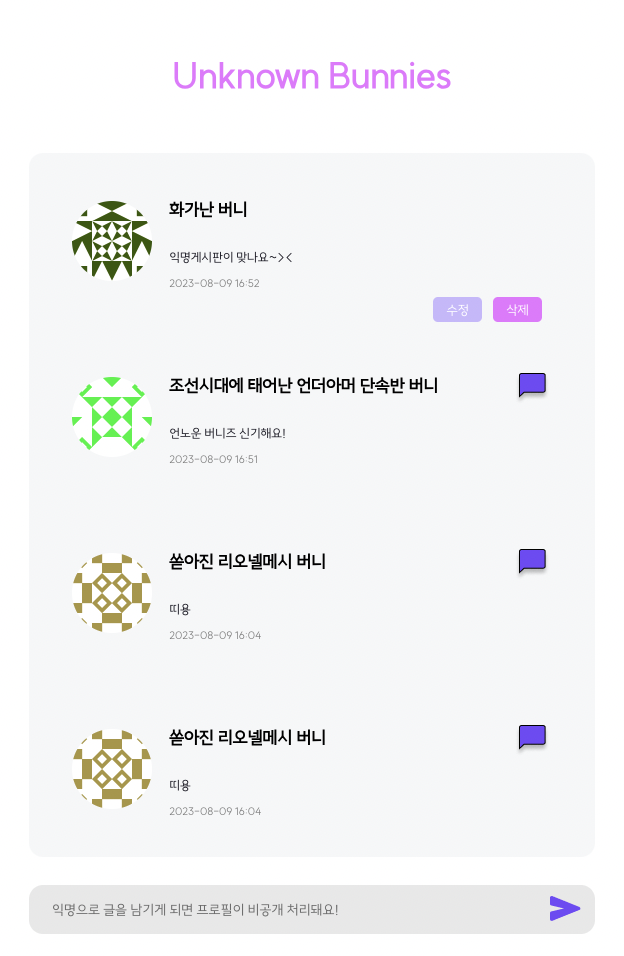 Unknown Bunnies
화가난 버니
익명게시판이 맞나요~><
2023-08-09 16:52
수정 삭제
조선시대에 태어난 언더아머 단속반 버니
언노운 버니즈 신기해요!
2023-08-09 16:51
쏟아진 리오넬메시 버니
띠용
2023-08-09 16:04
쏟아진 리오넬메시 버니
띠용
2023-08-09 16:04
익명으로 글을 남기게 되면 프로필이 비공개 처리돼요!